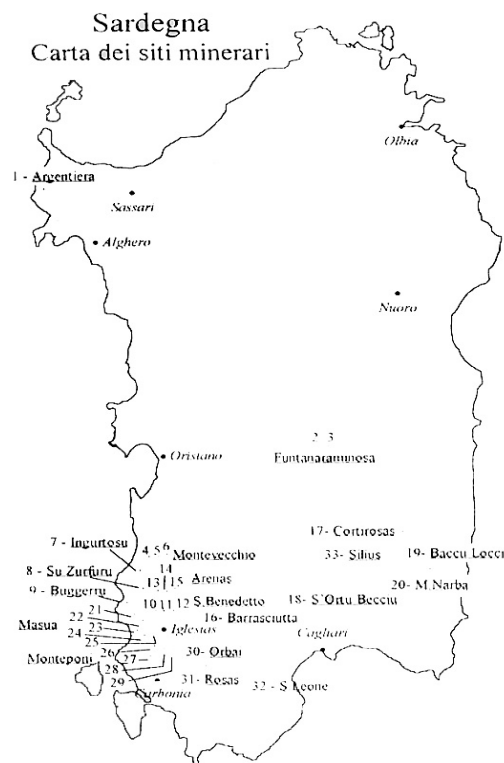 Sardegna
Carta dei siti minerari
Olbia
1 - Argentiera
Sassari
Alghero
Nuoro
2 3
Funtanaraminosa
Oristano
17- Cortirosas
7 - Ingurtosu
4 5 6
Montevecchio
33- Silius
19- Baccu Locci
14
8 - Su Zurfuru
13 15 Arenas
20- M.Narba
9 - Buggerru
10 11 12 S.Benedetto
18- S'Ortu Becciu
21
16- Barrasciutta
22
Masua 23
Iglesias
24
Cagliari
25
26
30- Orbai
Monteponi 27
28
31- Rosas
29
Carbonia
32 - S Leone